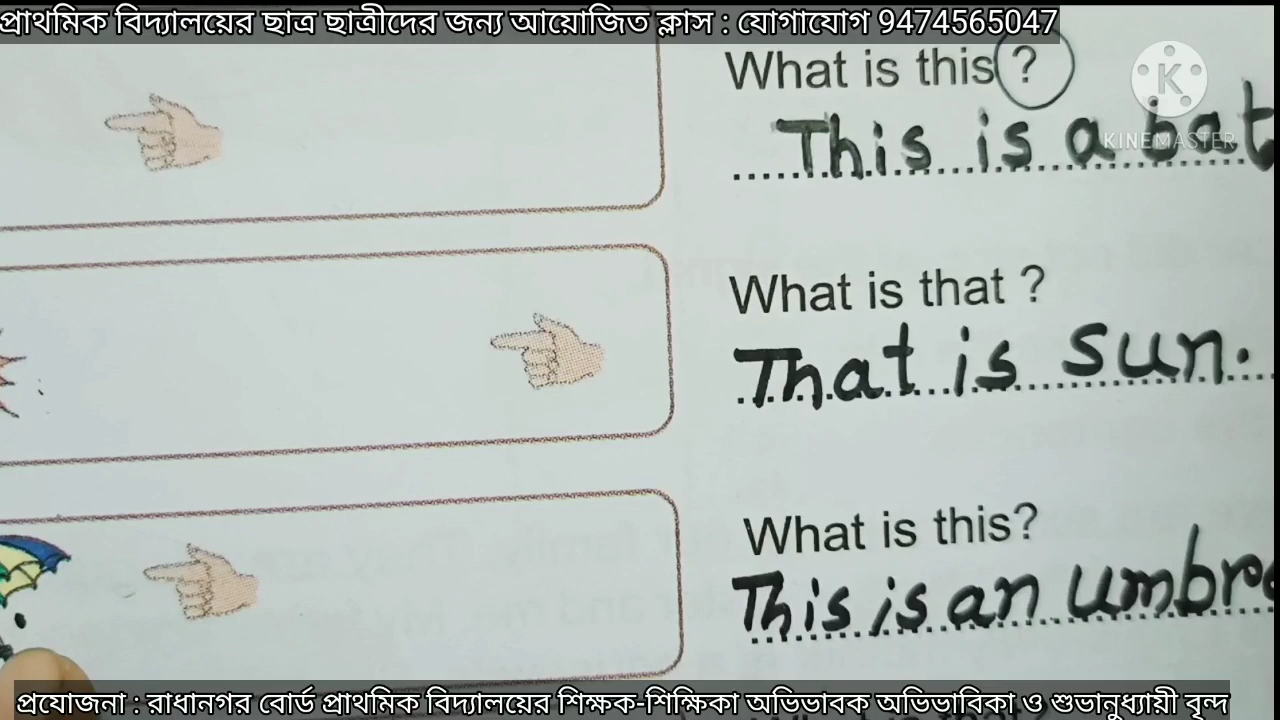 প্রাথমিক বিদ্যালয়ের ছাত্র ছাত্রীদের জন্য আয়োজিত ক্লাস : যোগাযোগ 9474565047
What is this ?
KINEMASTER
This is a bat
What is that ?
That is sun.
What is this?
This is an umbre
প্রযোজনা : রাধানগর বোর্ড প্রাথমিক বিদ্যালয়ের শিক্ষক-শিক্ষিকা অভিভাবক অভিভাবিকা ও শুভানুধ্যায়ী বৃন্দ